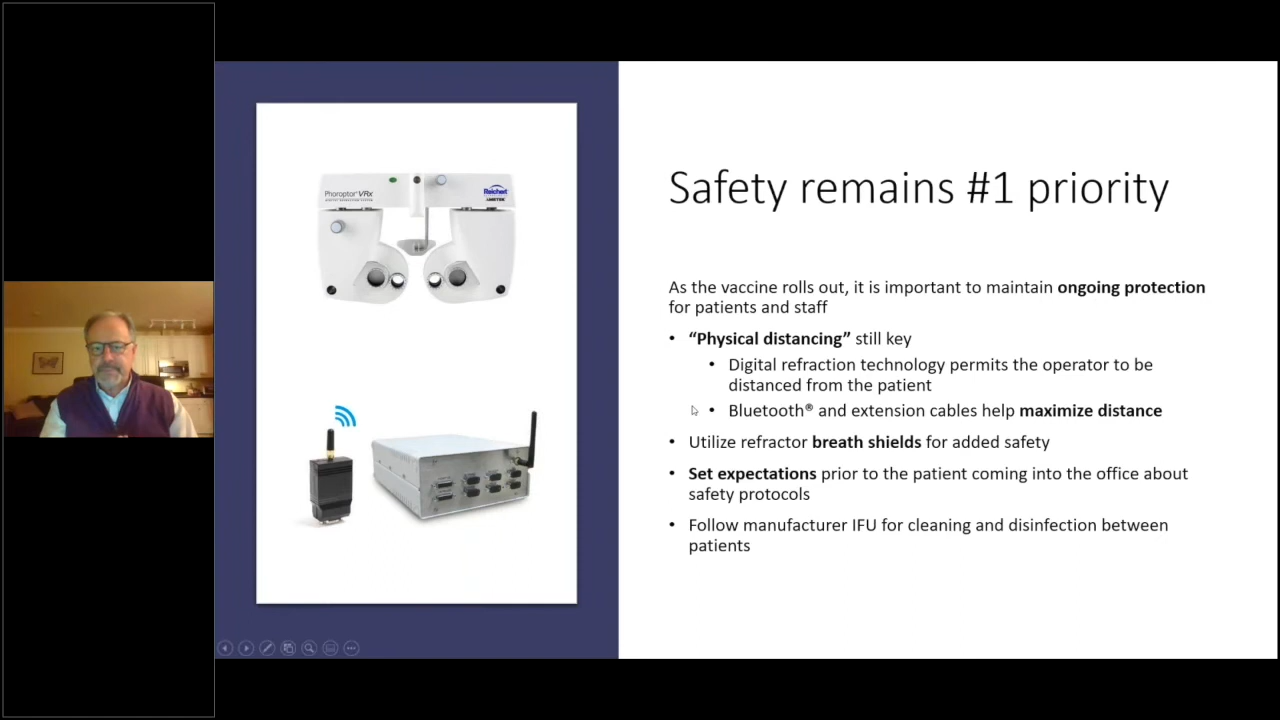 Phoroptor® VRx
Reichert
AMETEK
Safety remains #1 priority
As the vaccine rolls out, it is important to maintain ongoing protection
for patients and staff
• “Physical distancing” still key
• Digital refraction technology permits the operator to be
distanced from the patient
• Bluetooth® and extension cables help maximize distance
• Utilize refractor breath shields for added safety
• Set expectations prior to the patient coming into the office about
safety protocols
• Follow manufacturer IFU for cleaning and disinfection between
patients